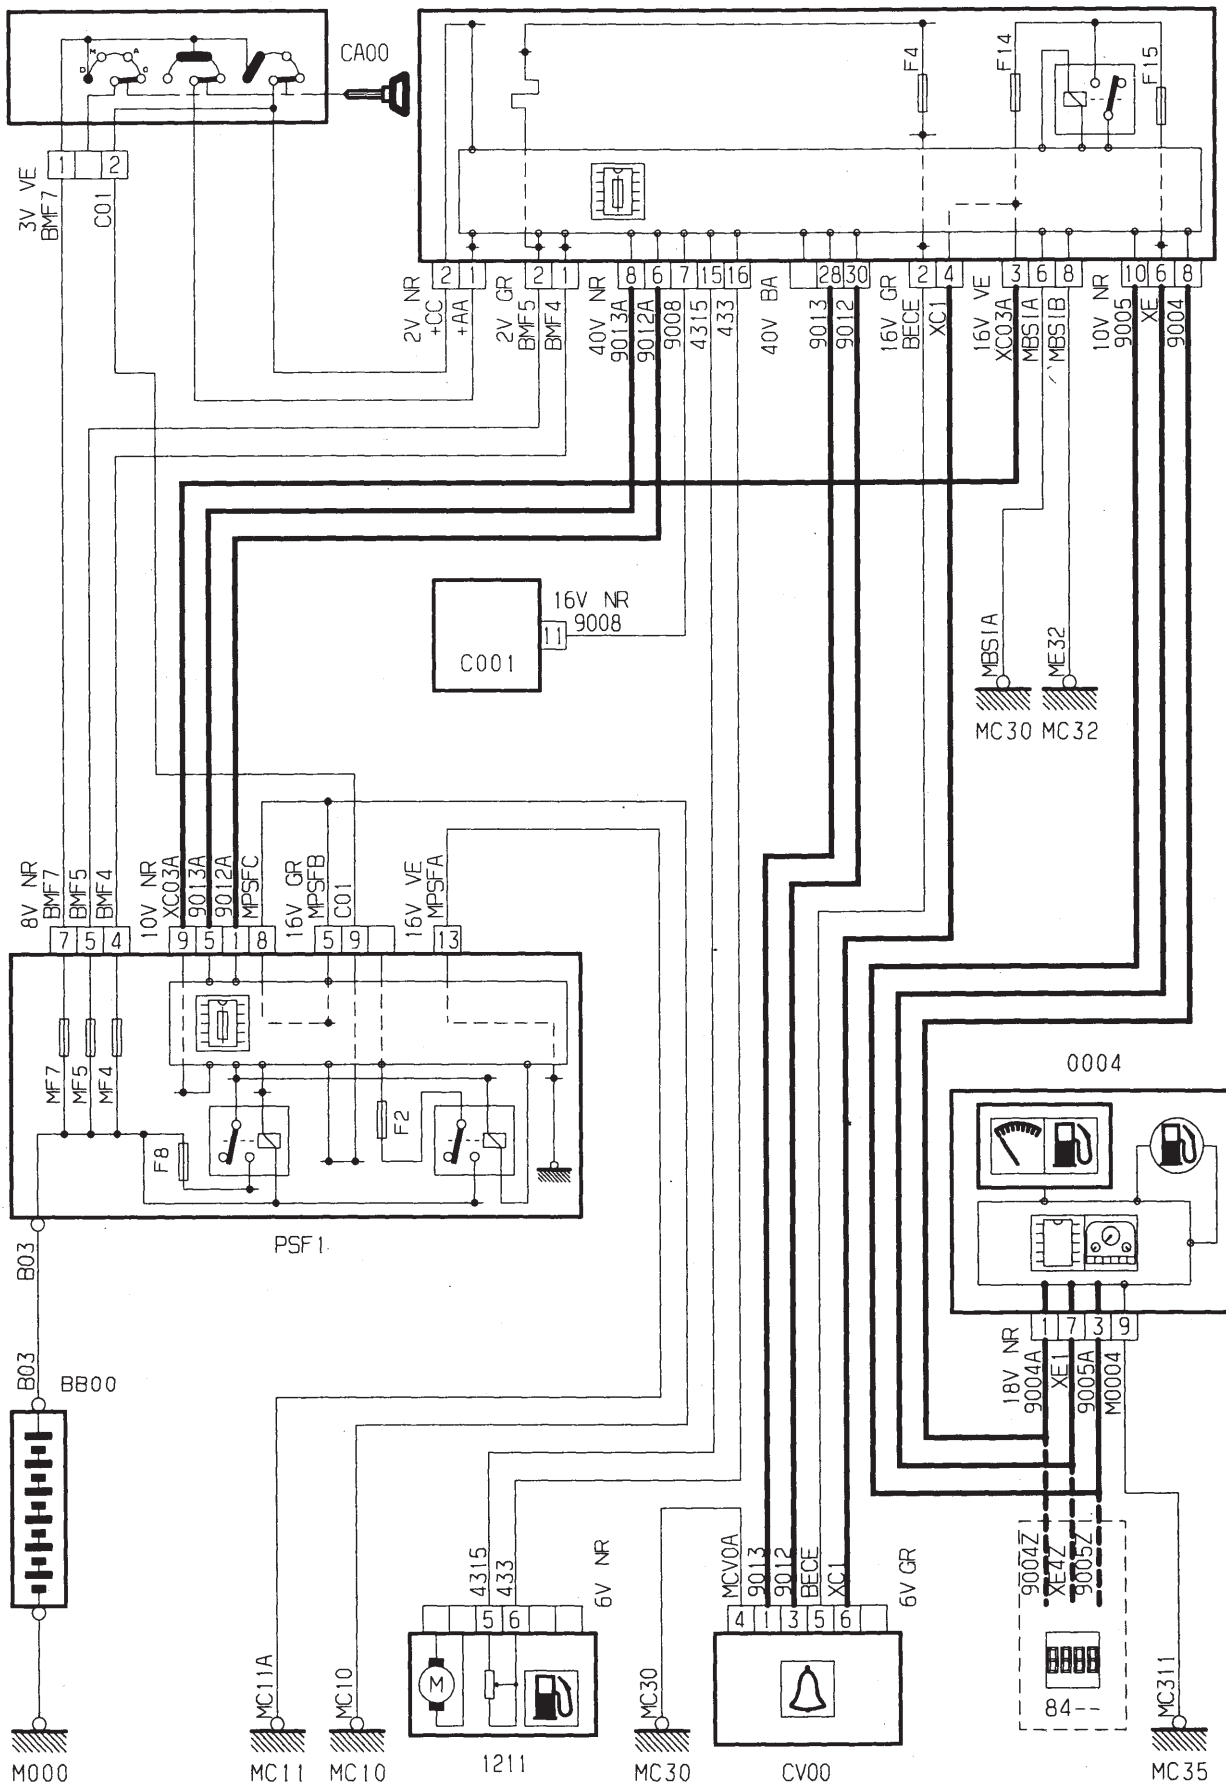 CA00
M
A
D
C
1
2
3V VE
BMF7
C01
F4
F14
F15
2
1
2
1
8
6
7
15
16
28
30
2
4
3
6
8
10
6
8
2V NR
+CC
+AA
2V GR
BMF5
BMF4
40V NR
9013A
9012A
9008
4315
433
40V BA
9013
9012
16V GR
BECE
XC1
16V VE
XC03A
MBS1A
MBS1B
10V NR
9005
XE
9004
16V NR
9008
11
C001
MBS1A
ME32
MC30
MC32
8V NR
BMF7
BMF5
BMF4
10V NR
XC03A
9013A
9012A
MPSFC
16V GR
MPSFB
C01
16V VE
MPSFA
7
5
4
9
5
1
8
5
9
13
MF7
MF5
MF4
F8
F2
PSF1
0004
1
7
3
9
18V NR
9004A
XE1
9005A
M0004
B03
B03
BB00
4315
433
6V NR
5
6
M
1211
MCV0A
9013
9012
BECE
XC1
6V GR
4
1
3
5
6
CV00
9004Z
XE4Z
9005Z
84--
M000
MC11A
MC11
MC10
MC10
MC30
MC30
MC311
MC35